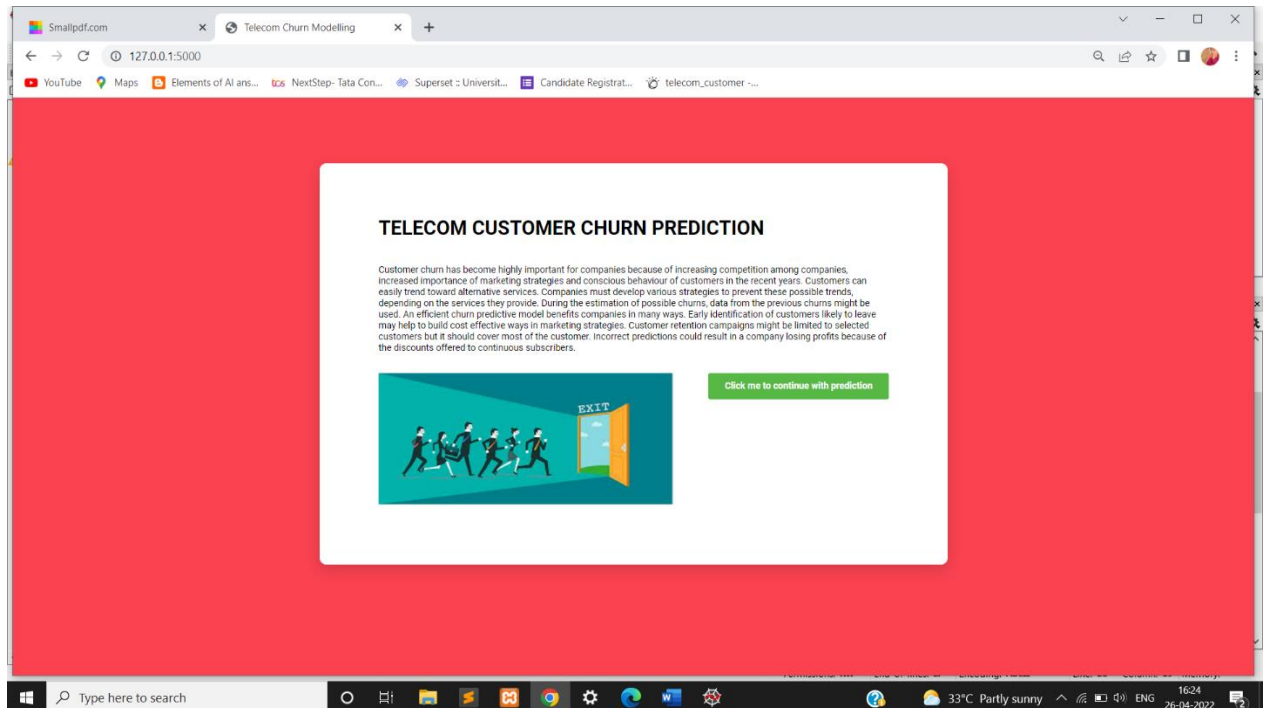 Smallpdf.com
Telecom Churn Modelling
127.0.0.1:5000
YouTube Maps Elements of AI ans... tcs NextStep- Tata Con... Superset :: Universit... Candidate Registrat... telecom_customer -...
TELECOM CUSTOMER CHURN PREDICTION
Customer churn has become highly important for companies because of increasing competition among companies,
increased importance of marketing strategies and conscious behaviour of customers in the recent years. Customers can
easily trend toward alternative services. Companies must develop various strategies to prevent these possible trends,
depending on the services they provide. During the estimation of possible churns, data from the previous churns might be
used. An efficient churn predictive model benefits companies in many ways. Early identification of customers likely to leave
may help to build cost effective ways in marketing strategies. Customer retention campaigns might be limited to selected
customers but it should cover most of the customer. Incorrect predictions could result in a company losing profits because of
the discounts offered to continuous subscribers.
Click me to continue with prediction
EXIT
Type here to search
33°C Partly sunny
ENG
16:24
26-04-2022
2